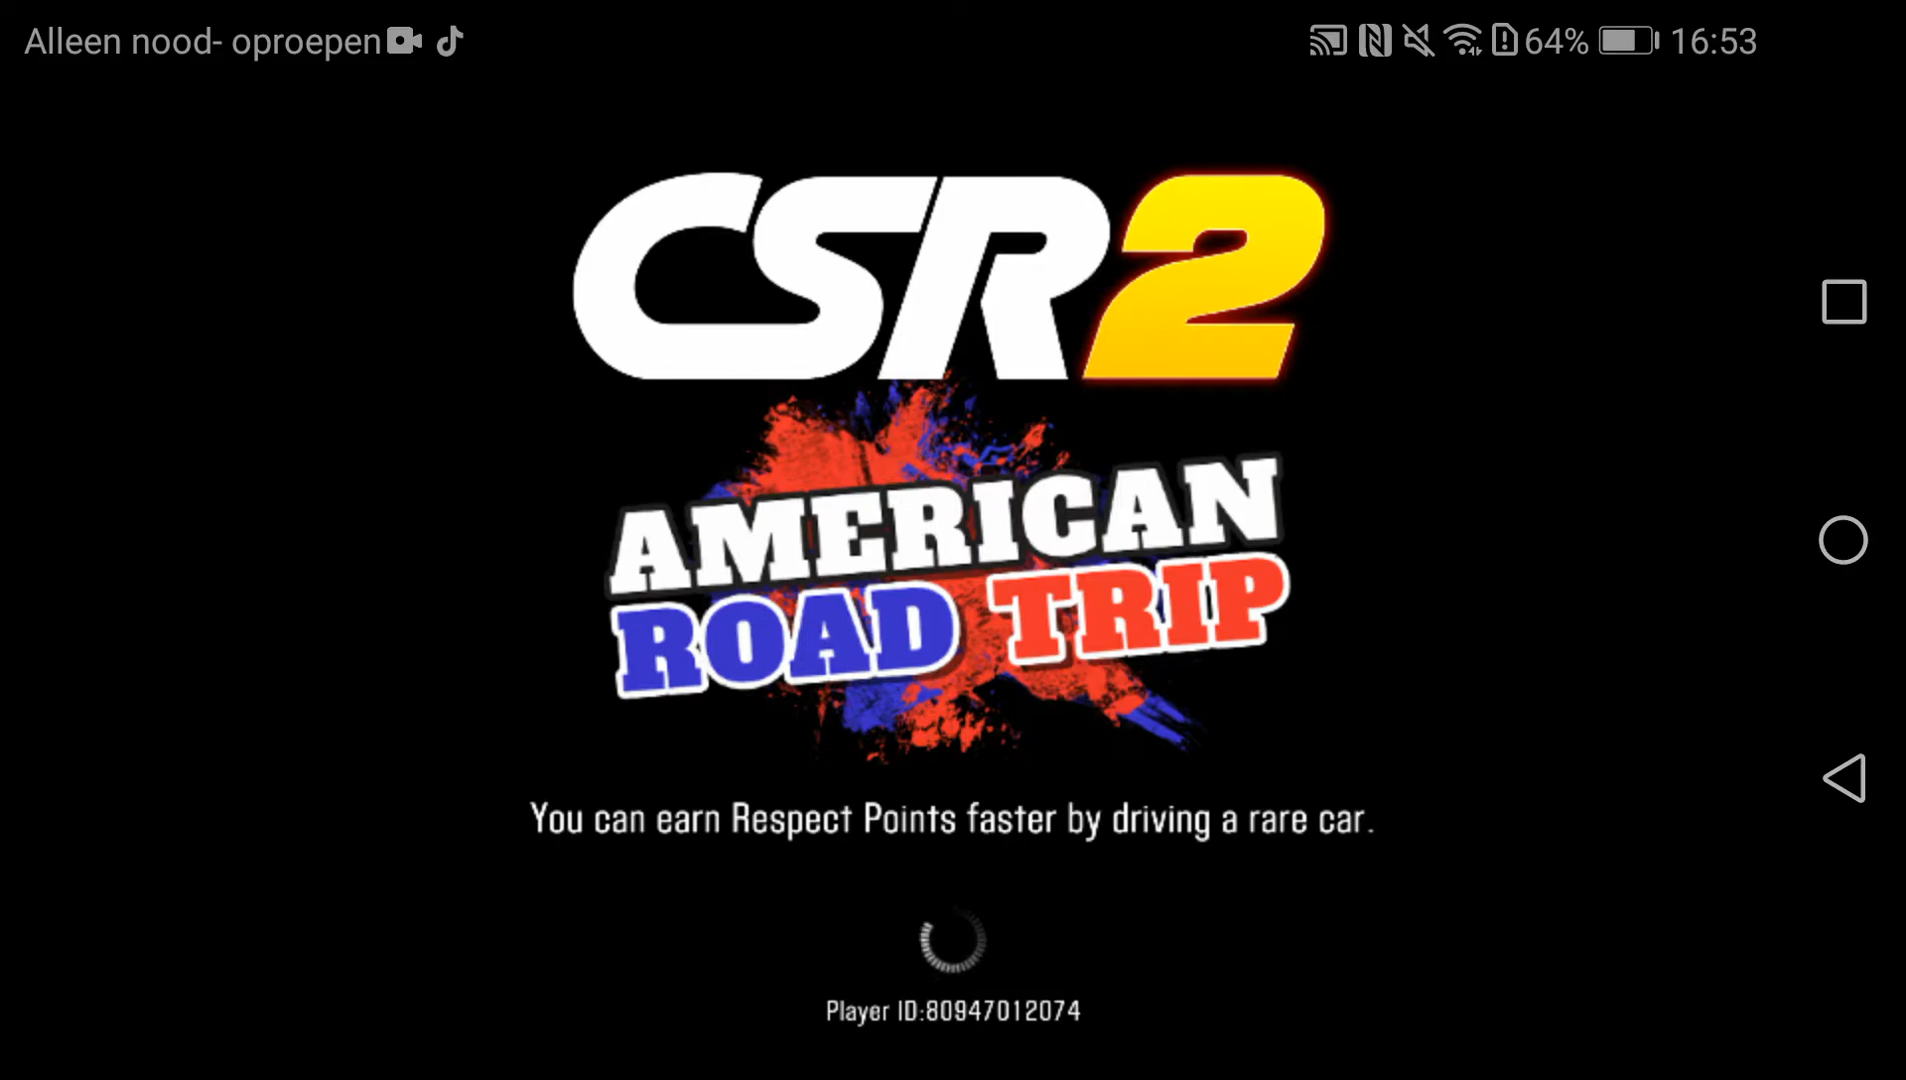 Alleen nood- oproepen
64% 16:53
CSR2
AMERICAN
ROAD TRIP
You can earn Respect Points faster by driving a rare car.
Player ID:80947012074